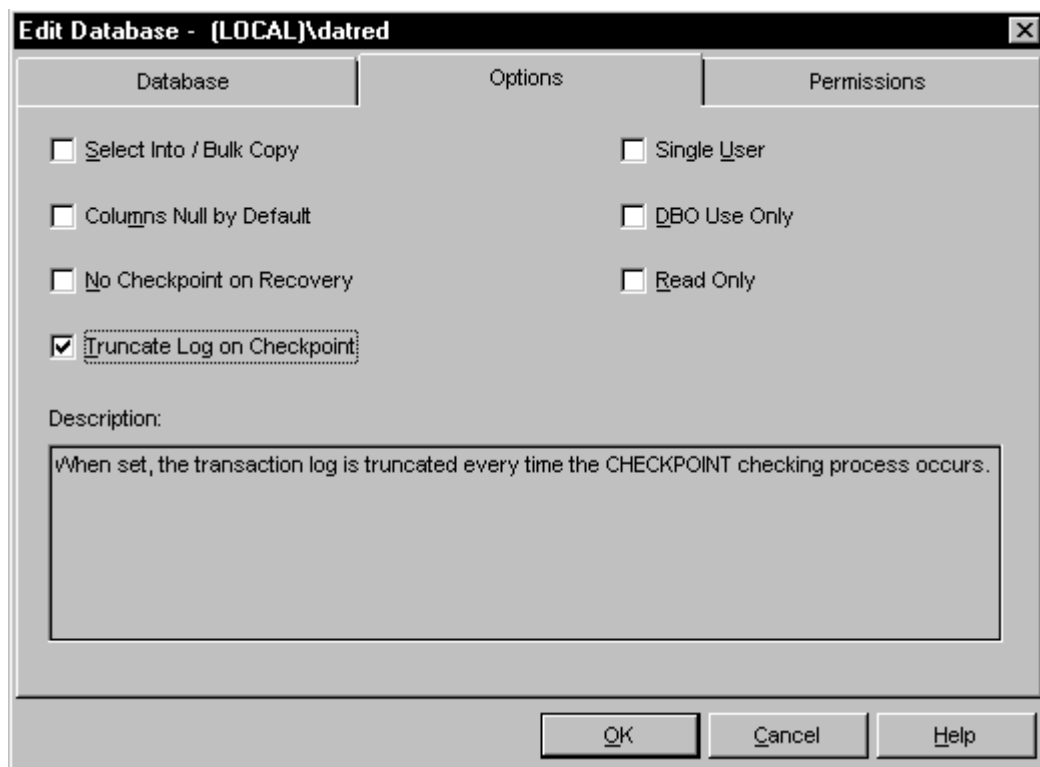 Edit Database - (LOCAL)\datred
Database Options Permissions
Select Into / Bulk Copy
Single User
Columns Null by Default
DBO Use Only
No Checkpoint on Recovery
Read Only
Truncate Log on Checkpoint
Description:
When set, the transaction log is truncated every time the CHECKPOINT checking process occurs.
OK Cancel Help